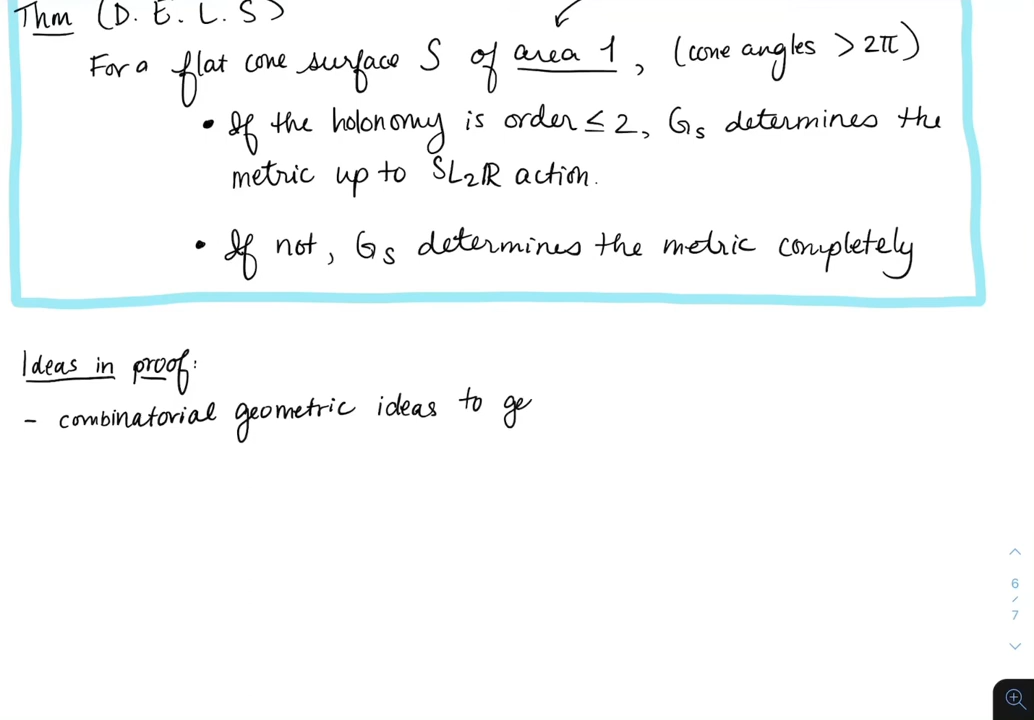 Thm (D. E. L. S)
For a flat cone surface S of area 1, (cone angles > 2π)
• If the holonomy is order ≤ 2, Gs determines the
metric up to SL₂ℝ action.
• If not, Gs determines the metric completely
Ideas in proof:
- combinatorial geometric ideas to ge
6
/
7